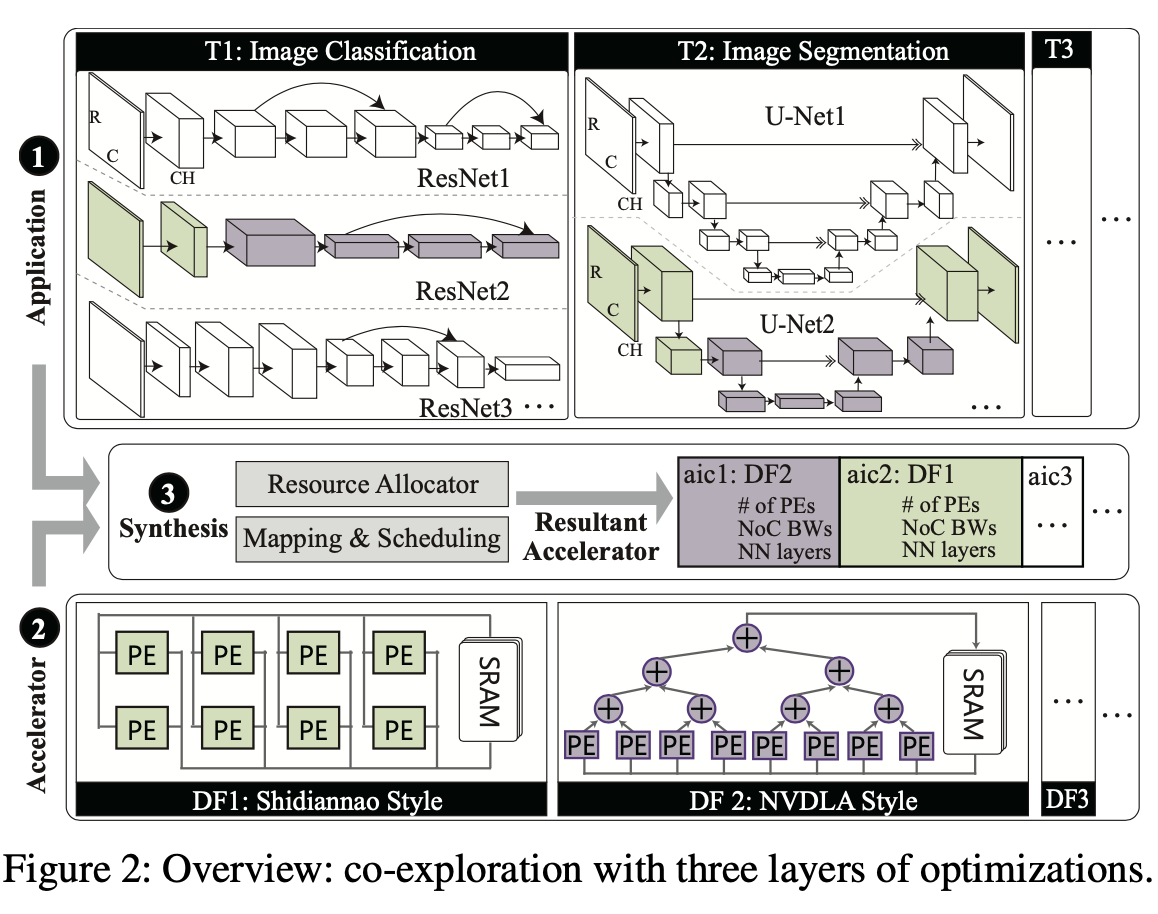 T1: Image Classification
T2: Image Segmentation
T3
R
C
CH
ResNet1
ResNet2
ResNet3 ...
R
C
CH
U-Net1
R
C
CH
U-Net2
...
...
...
1
Application
3
Synthesis
Resource Allocator
Mapping & Scheduling
Resultant
Accelerator
aic1: DF2
# of PEs
NoC BWs
NN layers
aic2: DF1
# of PEs
NoC BWs
NN layers
aic3
...
...
2
Accelerator
PE PE PE PE
PE PE PE PE
SRAM
DF1: Shidiannao Style
+
+ +
+ + + +
PE PE PE PE PE PE PE PE
SRAM
DF 2: NVDLA Style
...
...
DF3
Figure 2: Overview: co-exploration with three layers of optimizations.